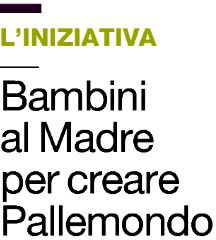 L'INIZIATIVA
Bambini
al Madre
per creare
Pallemondo